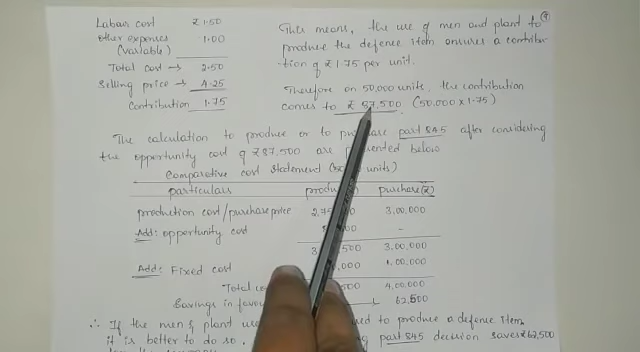 Labour cost ₹1.50
other expenses 1.00
(variable)
Total cost → 2.50
Selling price → 4.25
Contribution 1.75
4
This means, the use of men and plant to
produce the defence item ensures a contribu-
tion of ₹1.75 per unit.
Therefore on 50,000 units, the contribution
comes to ₹87,500 (50,000 × 1.75)
The calculation to produce or to part 845 after considering
the opportunity cost of ₹87,500 are below
Comparative cost statement units)
Particulars purchase(₹)
production cost/purchase price 3,00,000
Add: opportunity cost -
3,00,000
Add: Fixed cost 1,00,000
4,00,000
Savings in → 62,500
∴ If the men & plant to produce a defence item,
it is better to do so. part 845 decision saves ₹62,500